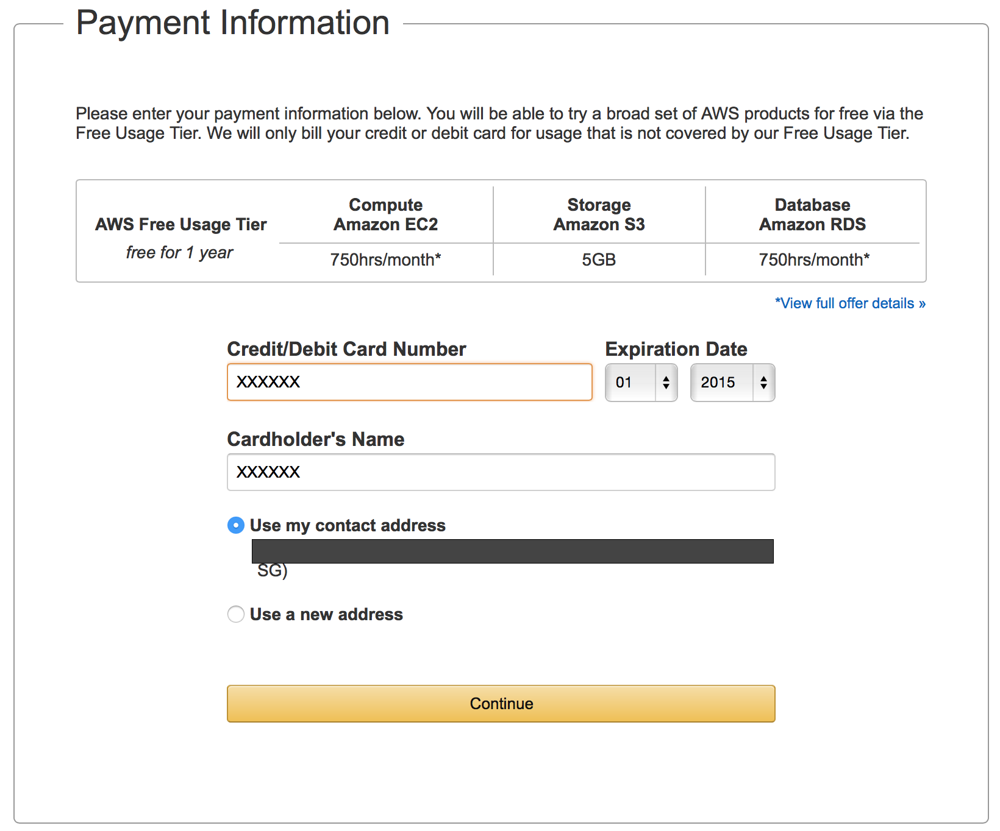 Payment Information
Please enter your payment information below. You will be able to try a broad set of AWS products for free via the
Free Usage Tier. We will only bill your credit or debit card for usage that is not covered by our Free Usage Tier.
AWS Free Usage Tier
free for 1 year
Compute
Amazon EC2
750hrs/month*
Storage
Amazon S3
5GB
Database
Amazon RDS
750hrs/month*
*View full offer details »
Credit/Debit Card Number
XXXXXX
Expiration Date
01 2015
Cardholder's Name
XXXXXX
Use my contact address
SG)
Use a new address
Continue